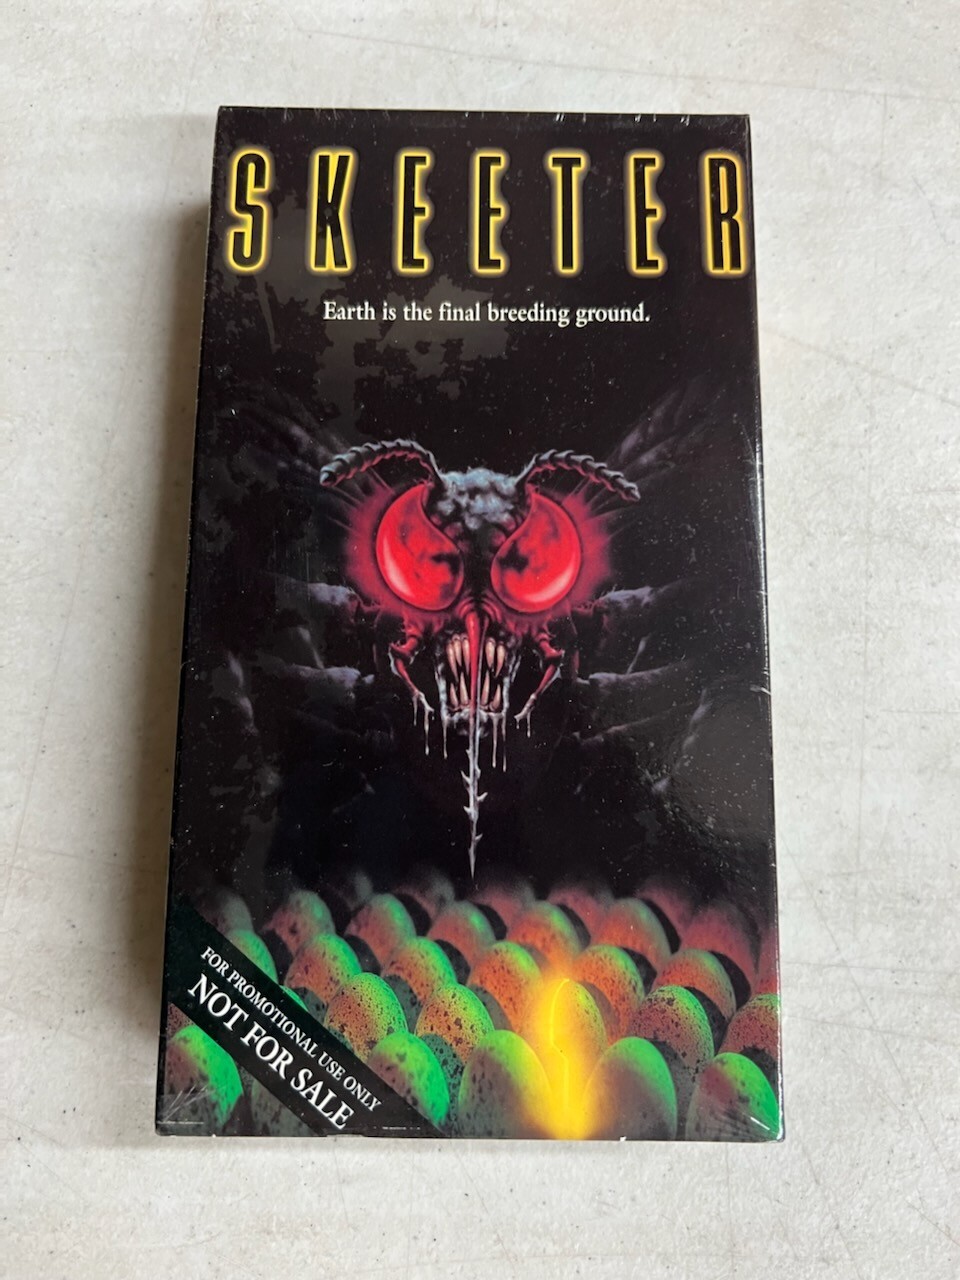 SKEETER
Earth is the final breeding ground.
FOR PROMOTIONAL USE ONLY
NOT FOR SALE